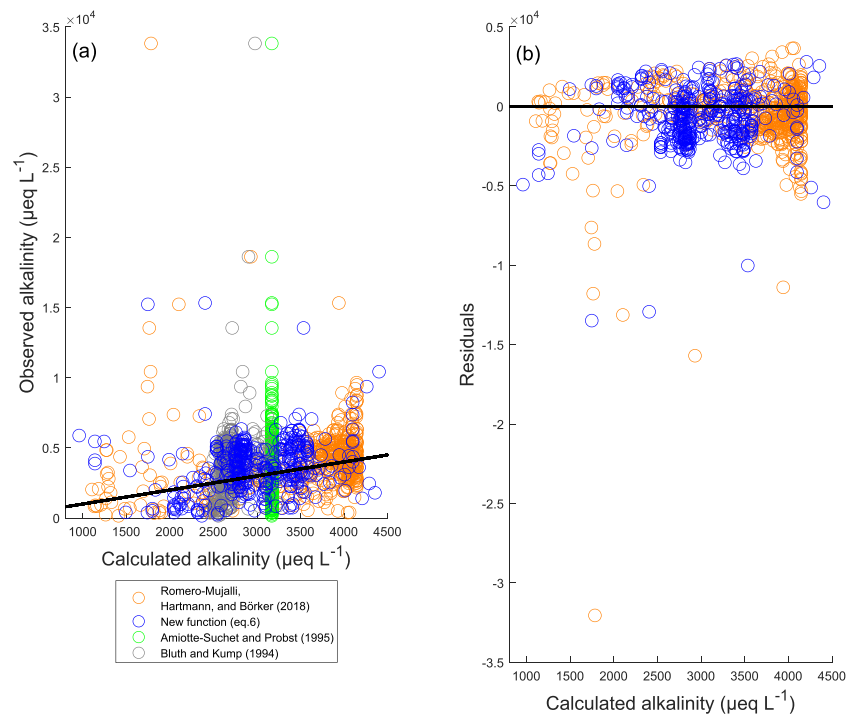 ×10^4
3.5
3
2.5
2
1.5
1
0.5
0
(a)
Observed alkalinity (µeq L^-1)
1000 1500 2000 2500 3000 3500 4000 4500
Calculated alkalinity (µeq L^-1)
Romero-Mujalli,
Hartmann, and Börker (2018)
New function (eq.6)
Amiotte-Suchet and Probst (1995)
Bluth and Kump (1994)
×10^4
0.5
0
-0.5
-1
-1.5
-2
-2.5
-3
-3.5
(b)
Residuals
1000 1500 2000 2500 3000 3500 4000 4500
Calculated alkalinity (µeq L^-1)